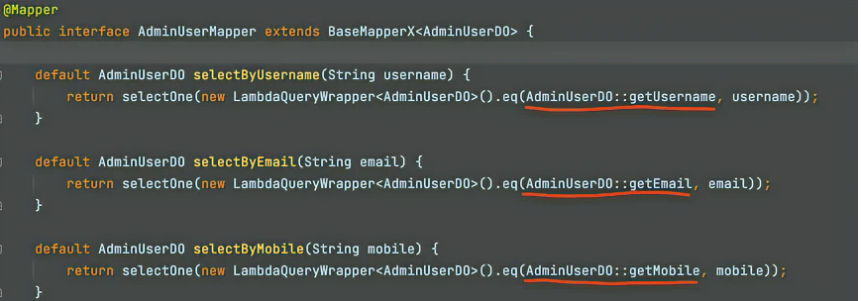 @Mapper
public interface AdminUserMapper extends BaseMapperX<AdminUserDO> {
default AdminUserDO selectByUsername(String username) {
return selectOne(new LambdaQueryWrapper<AdminUserDO>().eq(AdminUserDO::getUsername, username));
}
default AdminUserDO selectByEmail(String email) {
return selectOne(new LambdaQueryWrapper<AdminUserDO>().eq(AdminUserDO::getEmail, email));
}
default AdminUserDO selectByMobile(String mobile) {
return selectOne(new LambdaQueryWrapper<AdminUserDO>().eq(AdminUserDO::getMobile, mobile));
}